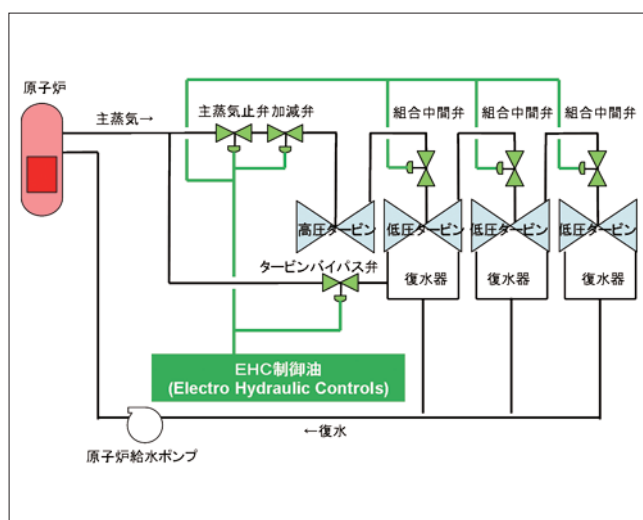 原子炉
主蒸気→
主蒸気止弁
加減弁
組合中間弁
組合中間弁
組合中間弁
高圧タービン
低圧タービン
低圧タービン
低圧タービン
タービンバイパス弁
復水器
復水器
復水器
EHC制御油
(Electro Hydraulic Controls)
←復水
原子炉給水ポンプ